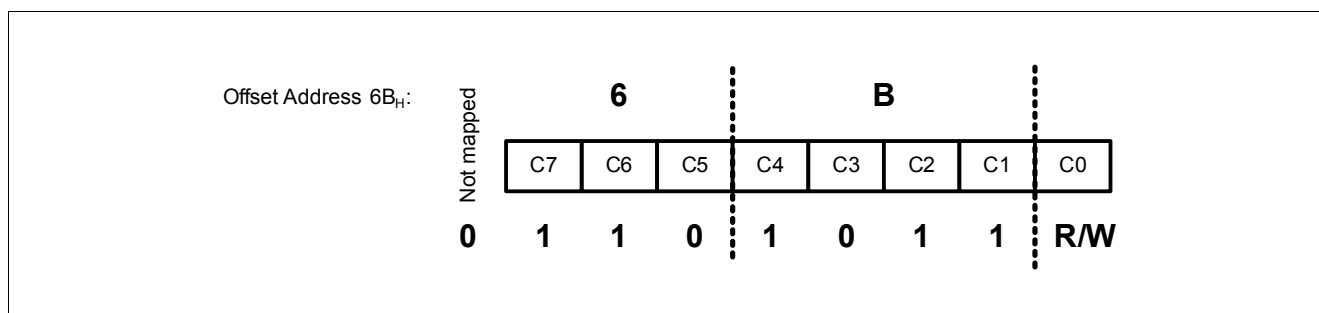 Offset Address 6BH:
Not mapped
6 B
C7 C6 C5 C4 C3 C2 C1 C0
0 1 1 0 1 0 1 1 R/W